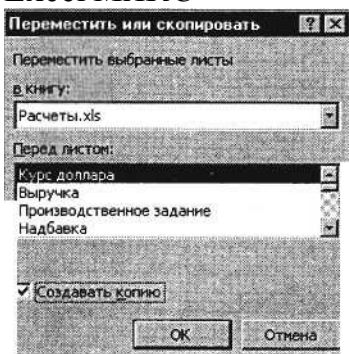 Переместить или скопировать
Переместить выбранные листы
в книгу:
Расчеты.xls
Перед листом:
Курс доллара
Выручка
Производственное задание
Надбавка
Создавать копию
ОК
Отмена